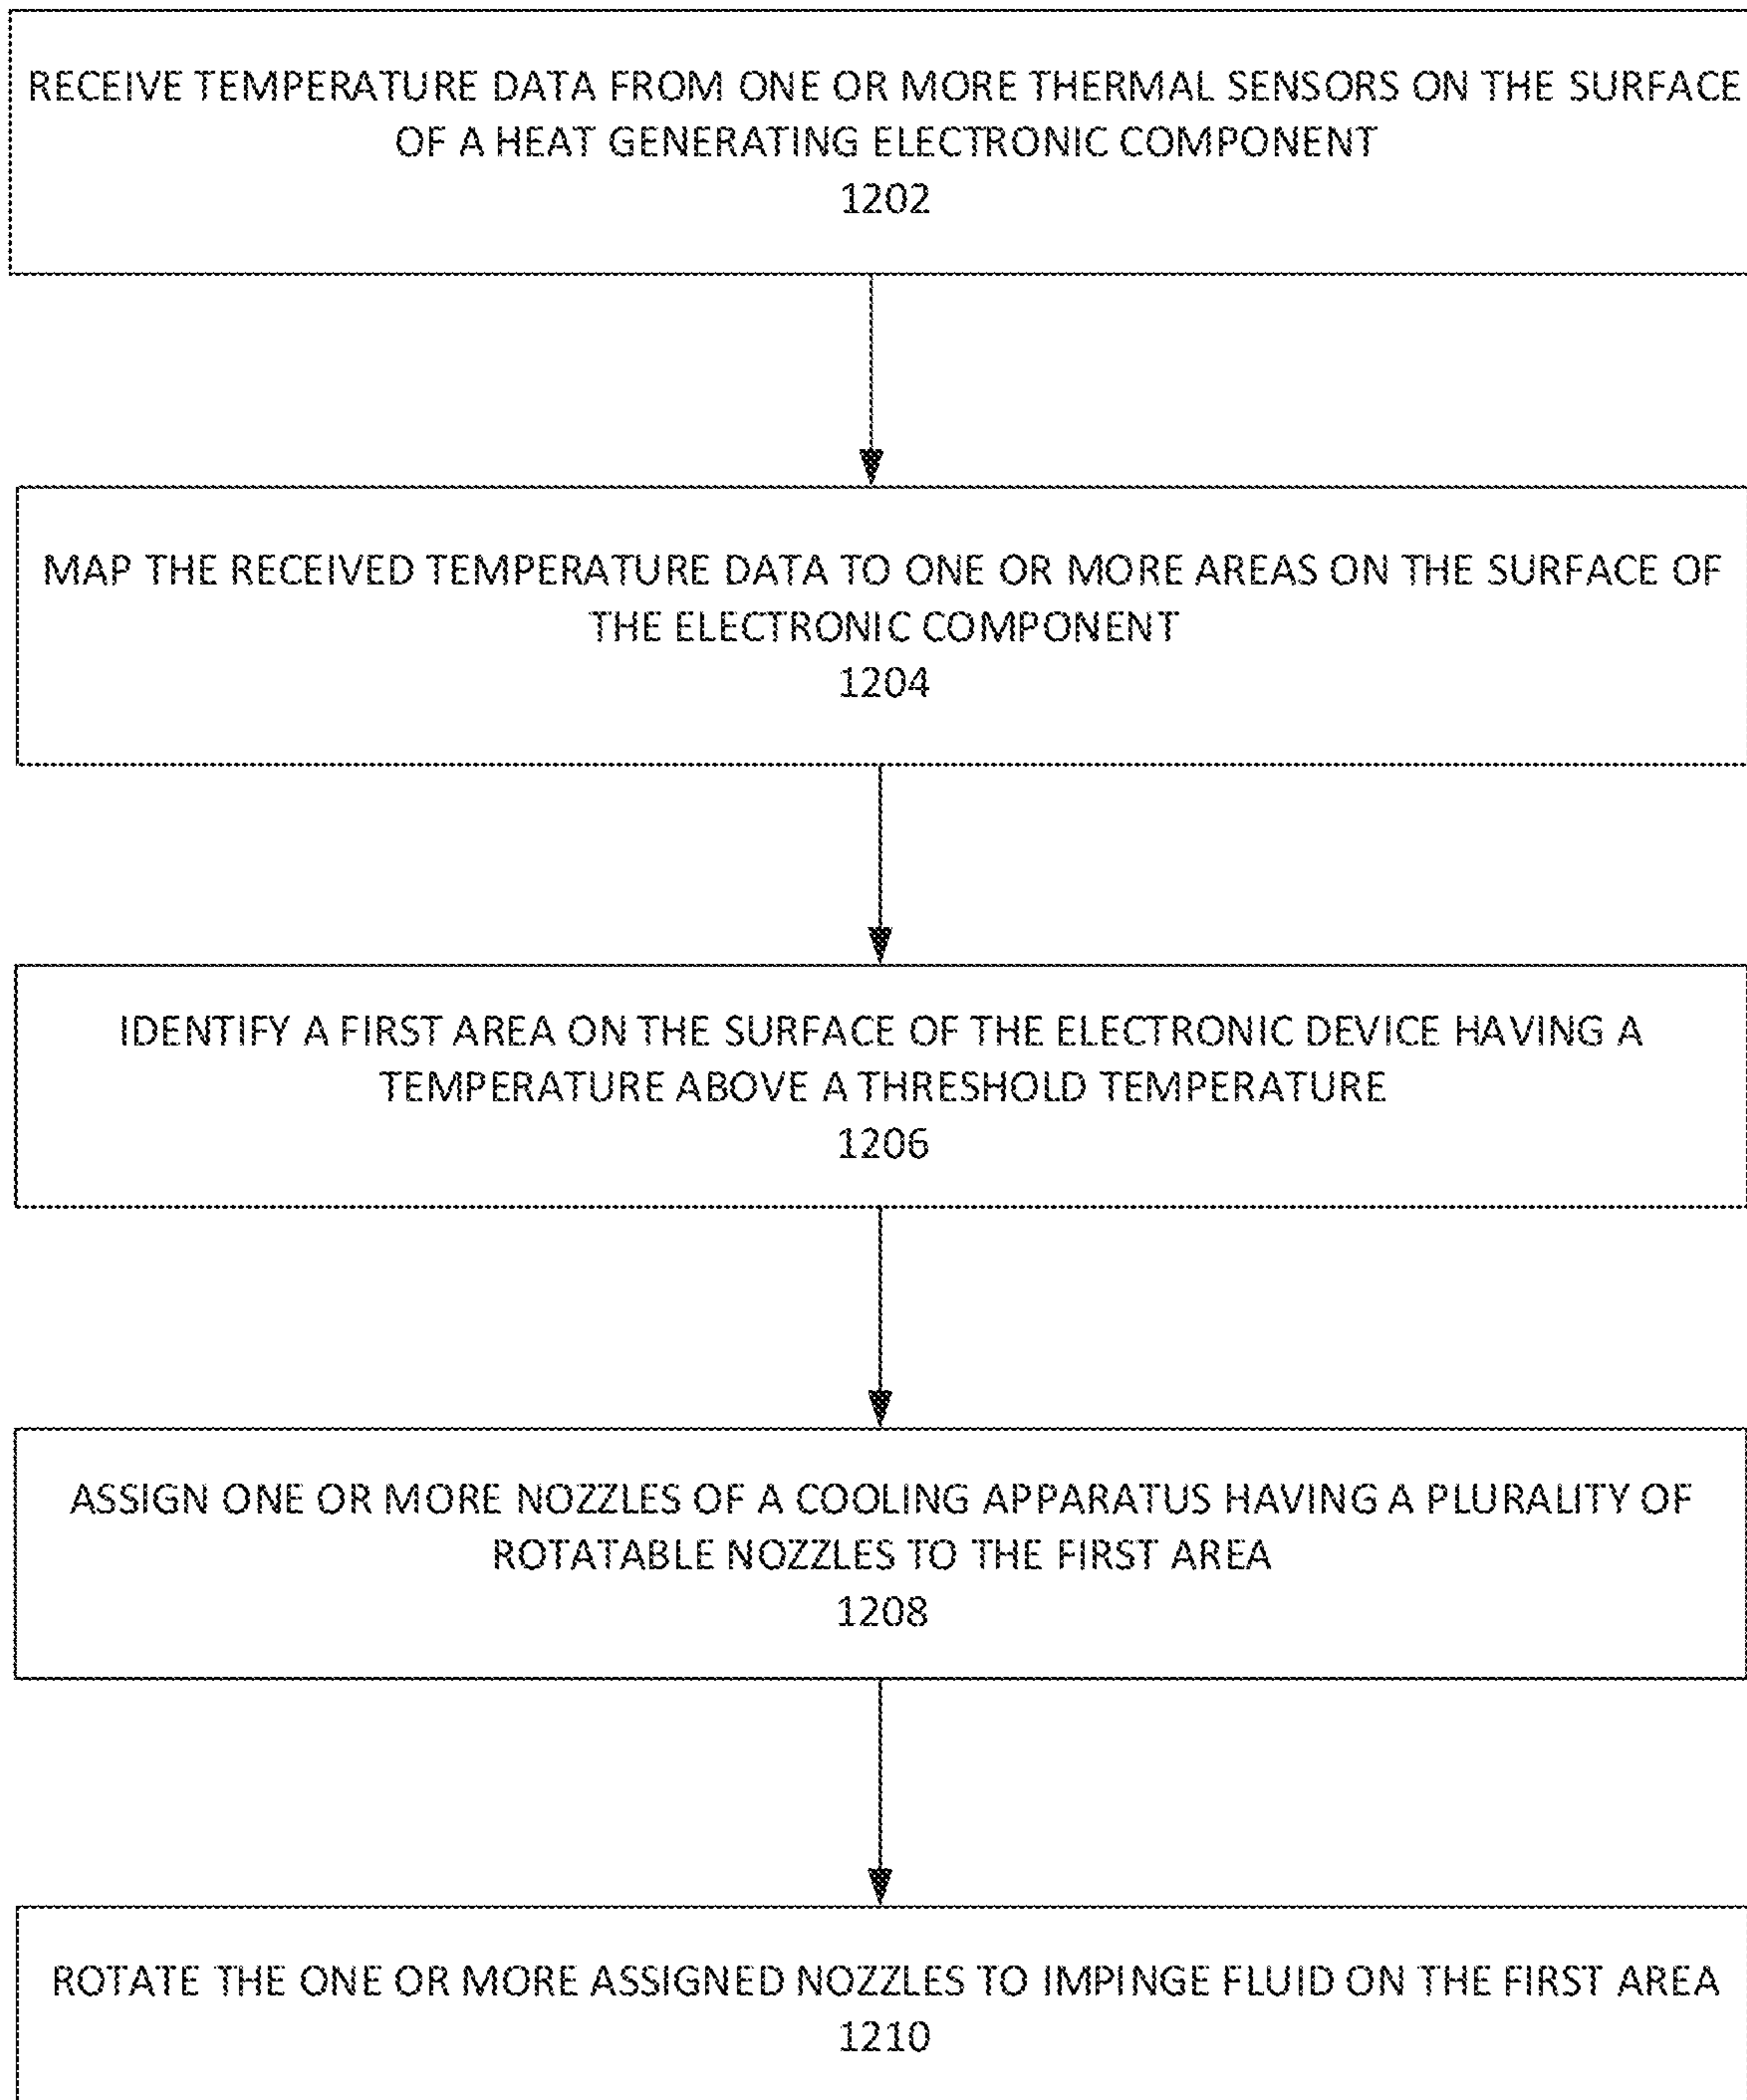 RECEIVE TEMPERATURE DATA FROM ONE OR MORE THERMAL SENSORS ON THE SURFACE
OF A HEAT GENERATING ELECTRONIC COMPONENT
1202
MAP THE RECEIVED TEMPERATURE DATA TO ONE OR MORE AREAS ON THE SURFACE OF
THE ELECTRONIC COMPONENT
1204
IDENTIFY A FIRST AREA ON THE SURFACE OF THE ELECTRONIC DEVICE HAVING A
TEMPERATURE ABOVE A THRESHOLD TEMPERATURE
1206
ASSIGN ONE OR MORE NOZZLES OF A COOLING APPARATUS HAVING A PLURALITY OF
ROTATABLE NOZZLES TO THE FIRST AREA
1208
ROTATE THE ONE OR MORE ASSIGNED NOZZLES TO IMPINGE FLUID ON THE FIRST AREA
1210